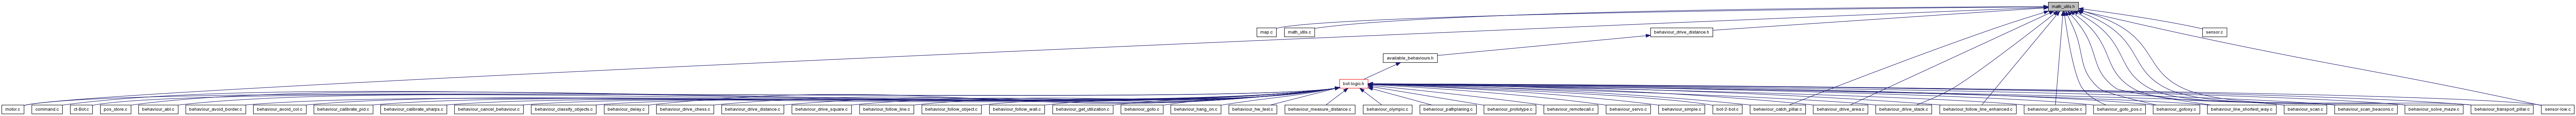 math_utils.h
map.c
math_utils.c
behaviour_drive_distance.h
sensor.c
available_behaviours.h
bot-logic.h
motor.c
command.c
ct-Bot.c
pos_store.c
behaviour_abl.c
behaviour_avoid_border.c
behaviour_avoid_col.c
behaviour_calibrate_pid.c
behaviour_calibrate_sharps.c
behaviour_cancel_behaviour.c
behaviour_classify_objects.c
behaviour_delay.c
behaviour_drive_chess.c
behaviour_drive_distance.c
behaviour_drive_square.c
behaviour_follow_line.c
behaviour_follow_object.c
behaviour_follow_wall.c
behaviour_get_utilization.c
behaviour_goto.c
behaviour_hang_on.c
behaviour_hw_test.c
behaviour_measure_distance.c
behaviour_olympic.c
behaviour_pathplaning.c
behaviour_prototype.c
behaviour_remotecall.c
behaviour_servo.c
behaviour_simple.c
bot-2-bot.c
behaviour_catch_pillar.c
behaviour_drive_area.c
behaviour_drive_stack.c
behaviour_follow_line_enhanced.c
behaviour_goto_obstacle.c
behaviour_goto_pos.c
behaviour_gotoxy.c
behaviour_line_shortest_way.c
behaviour_scan.c
behaviour_scan_beacons.c
behaviour_solve_maze.c
behaviour_transport_pillar.c
sensor-low.c